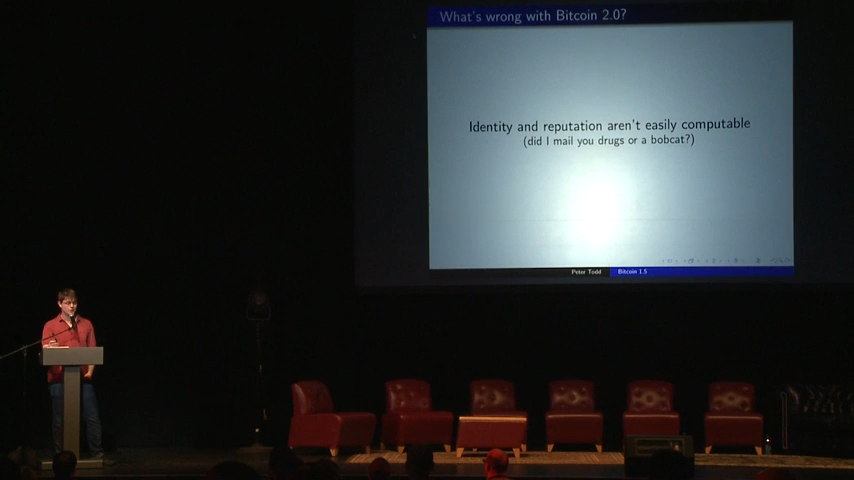 What's wrong with Bitcoin 2.0?
Identity and reputation aren't easily computable
(did I mail you drugs or a bobcat?)
Peter Todd
Bitcoin 1.5